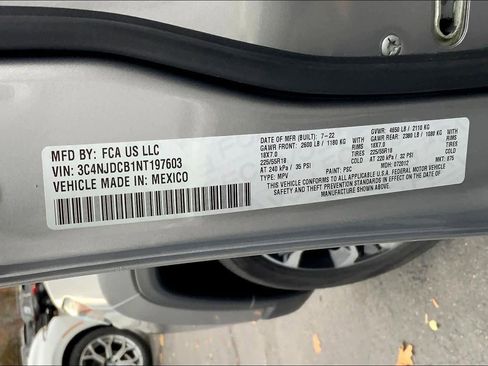 MFD BY: FCA US LLC
VIN: 3C4NJDCB1NT197603
VEHICLE MADE IN: MEXICO
DATE OF MFR (BUILT): 7-22
GVWR: 4650 LB / 2110 KG
GAWR FRONT: 2600 LB / 1180 KG WITH
GAWR REAR: 2380 LB / 1080 KG WITH
18X7.0 RIMS
18X7.0 RIMS
225/55R18 TIRES
225/55R18 TIRES
AT 240 kPa / 35 PSI COLD
AT 220 kPa / 32 PSI COLD
TYPE: MPV PAINT: PSC MDH: 072012 MKT: 875
THIS VEHICLE CONFORMS TO ALL APPLICABLE U.S.A. FEDERAL MOTOR VEHICLE
SAFETY AND THEFT PREVENTION STANDARDS IN EFFECT ON THE DATE OF
MANUFACTURE SHOWN ABOVE.